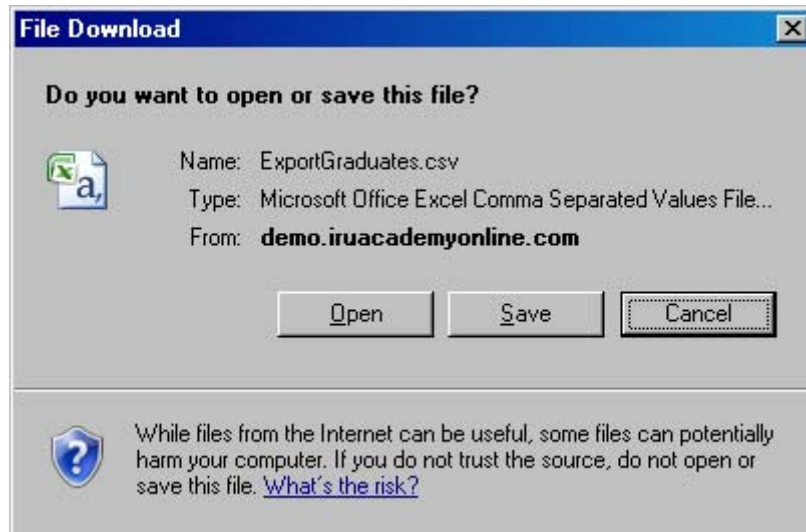 File Download
Do you want to open or save this file?
Name: ExportGraduates.csv
Type: Microsoft Office Excel Comma Separated Values File...
From: demo.iruacademyonline.com
Open Save Cancel
While files from the Internet can be useful, some files can potentially
harm your computer. If you do not trust the source, do not open or
save this file. What's the risk?